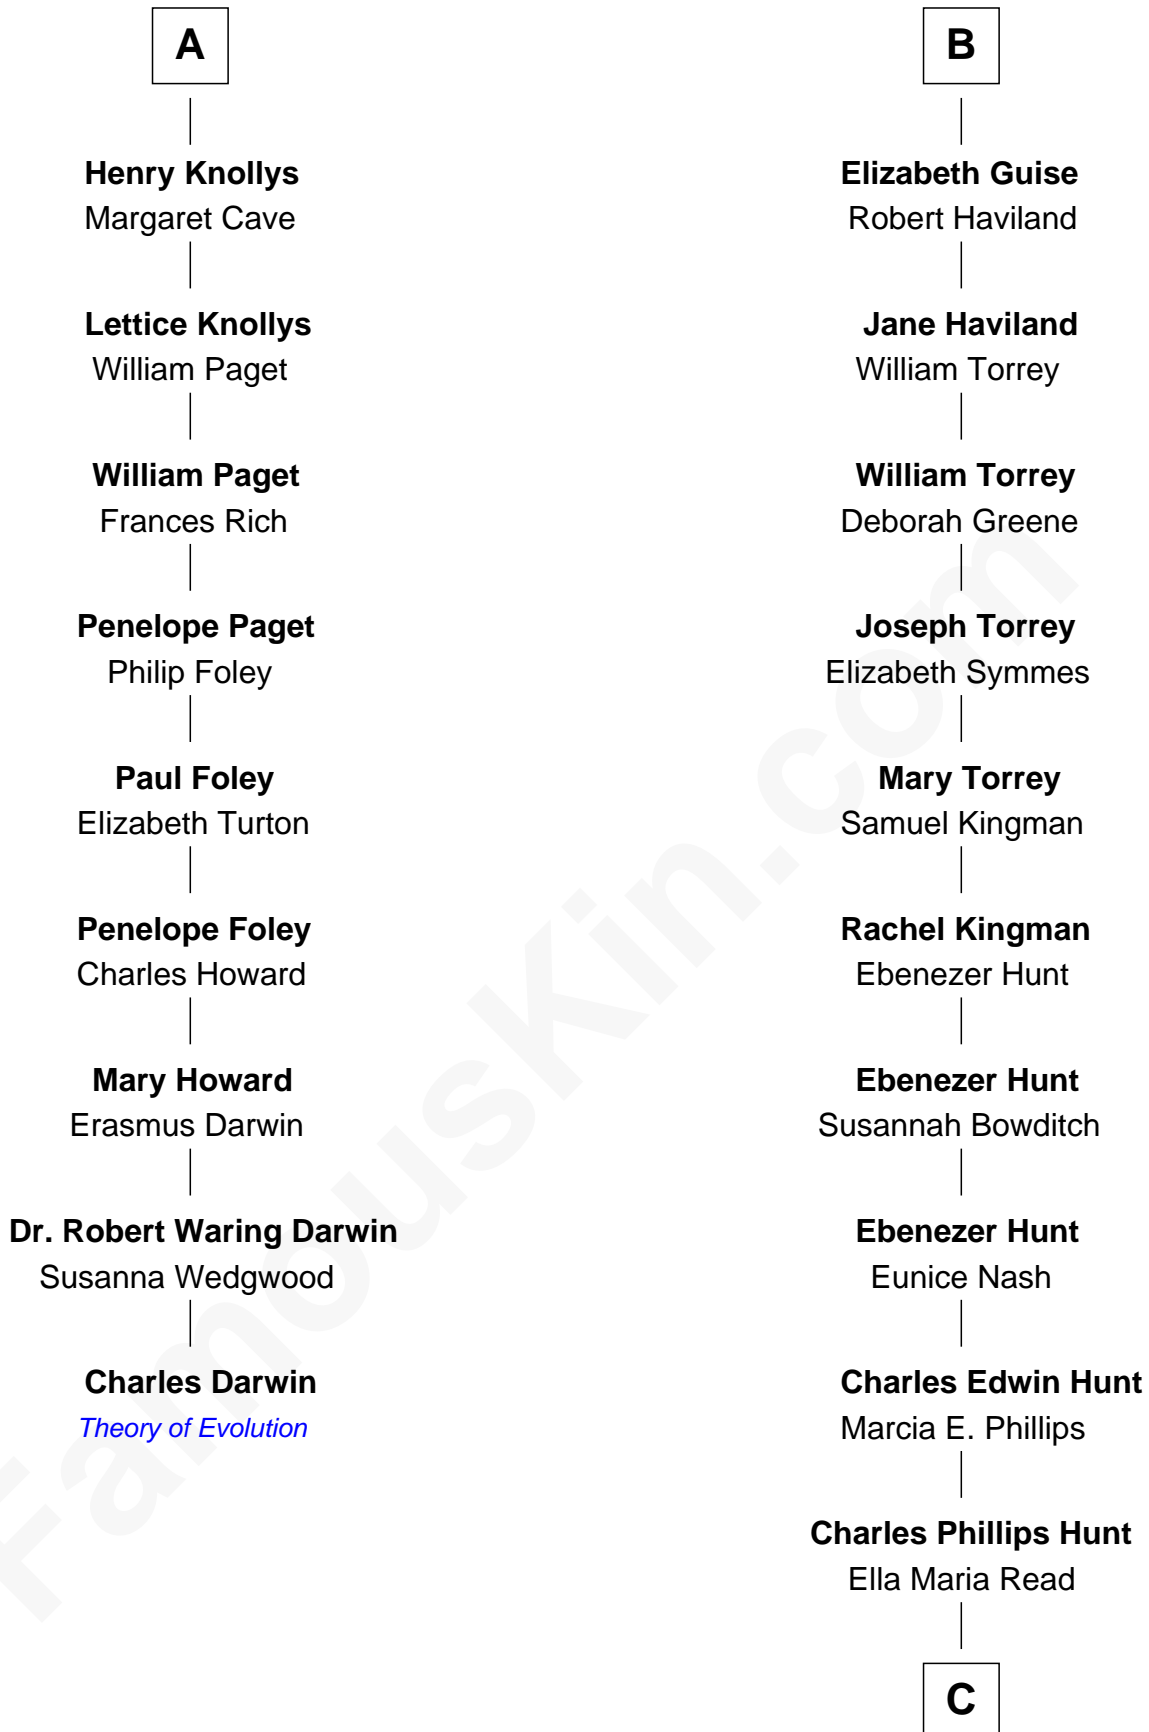 A
Henry Knollys
Margaret Cave
Lettice Knollys
William Paget
William Paget
Frances Rich
Penelope Paget
Philip Foley
Paul Foley
Elizabeth Turton
Penelope Foley
Charles Howard
Mary Howard
Erasmus Darwin
Dr. Robert Waring Darwin
Susanna Wedgwood
Charles Darwin
Theory of Evolution
B
Elizabeth Guise
Robert Haviland
Jane Haviland
William Torrey
William Torrey
Deborah Greene
Joseph Torrey
Elizabeth Symmes
Mary Torrey
Samuel Kingman
Rachel Kingman
Ebenezer Hunt
Ebenezer Hunt
Susannah Bowditch
Ebenezer Hunt
Eunice Nash
Charles Edwin Hunt
Marcia E. Phillips
Charles Phillips Hunt
Ella Maria Read
C
FamousKin.com